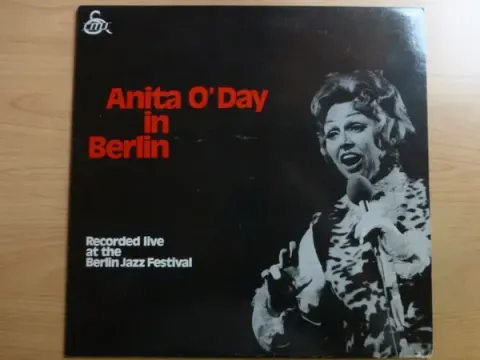 Anita O'Day
in
Berlin
Recorded live
at the
Berlin Jazz Festival